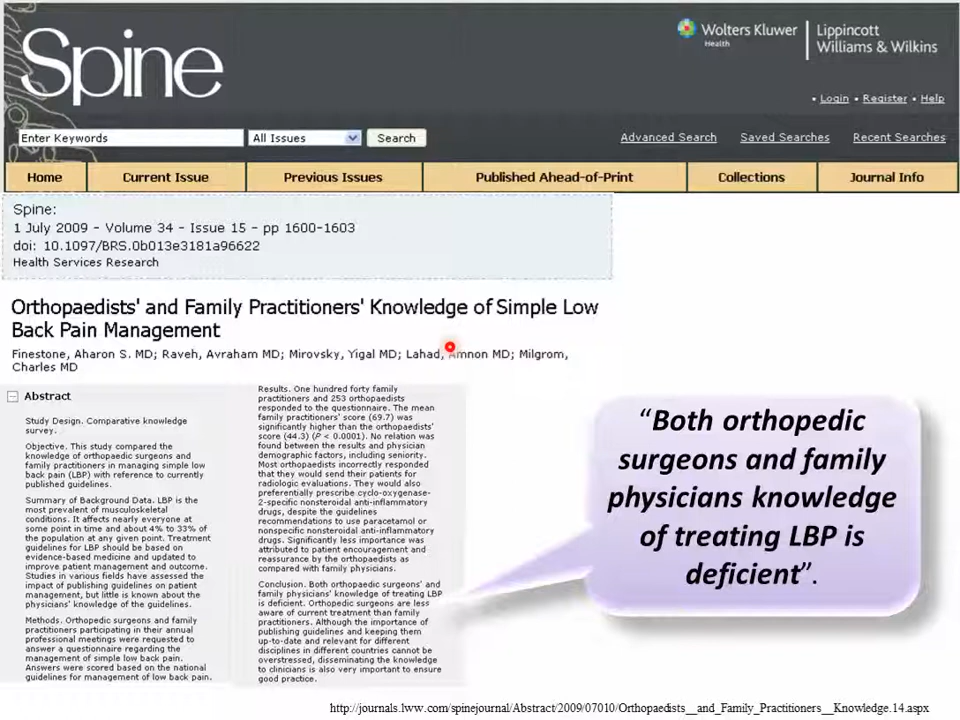 Spine
Wolters Kluwer
Health
Lippincott
Williams & Wilkins
• Login • Register • Help
Enter Keywords
All Issues
Search
Advanced Search
Saved Searches
Recent Searches
Home
Current Issue
Previous Issues
Published Ahead-of-Print
Collections
Journal Info
Spine:
1 July 2009 - Volume 34 - Issue 15 - pp 1600-1603
doi: 10.1097/BRS.0b013e3181a96622
Health Services Research
Orthopaedists' and Family Practitioners' Knowledge of Simple Low
Back Pain Management
Finestone, Aharon S. MD; Raveh, Avraham MD; Mirovsky, Yigal MD; Lahad, Amnon MD; Milgrom,
Charles MD
Abstract
Study Design. Comparative knowledge
survey.
Objective. This study compared the
knowledge of orthopaedic surgeons and
family practitioners in managing simple low
back pain (LBP) with reference to currently
published guidelines.
Summary of Background Data. LBP is the
most prevalent of musculoskeletal
conditions. It affects nearly everyone at
some point in time and about 4% to 33% of
the population at any given point. Treatment
guidelines for LBP should be based on
evidence-based medicine and updated to
improve patient management and outcome.
Studies in various fields have assessed the
impact of publishing guidelines on patient
management, but little is known about the
physicians' knowledge of the guidelines.
Methods. Orthopedic surgeons and family
practitioners participating in their annual
professional meetings were requested to
answer a questionnaire regarding the
management of simple low back pain.
Answers were scored based on the national
guidelines for management of low back pain.
Results. One hundred forty family
practitioners and 253 orthopaedists
responded to the questionnaire. The mean
family practitioners' score (69.7) was
significantly higher than the orthopaedists'
score (44.3) (P < 0.0001). No relation was
found between the results and physician
demographic factors, including seniority.
Most orthopaedists incorrectly responded
that they would send their patients for
radiologic evaluations. They would also
preferentially prescribe cyclo-oxygenase-
2-specific nonsteroidal anti-inflammatory
drugs, despite the guidelines
recommendations to use paracetamol or
nonspecific nonsteroidal anti-inflammatory
drugs. Significantly less importance was
attributed to patient encouragement and
reassurance by the orthopaedists as
compared with family physicians.
Conclusion. Both orthopaedic surgeons' and
family physicians' knowledge of treating LBP
is deficient. Orthopedic surgeons are less
aware of current treatment than family
practitioners. Although the importance of
publishing guidelines and keeping them
up-to-date and relevant for different
disciplines in different countries cannot be
overstressed, disseminating the knowledge
to clinicians is also very important to ensure
good practice.
“Both orthopedic
surgeons and family
physicians knowledge
of treating LBP is
deficient”.
http://journals.lww.com/spinejournal/Abstract/2009/07010/Orthopaedists__and_Family_Practitioners__Knowledge.14.aspx